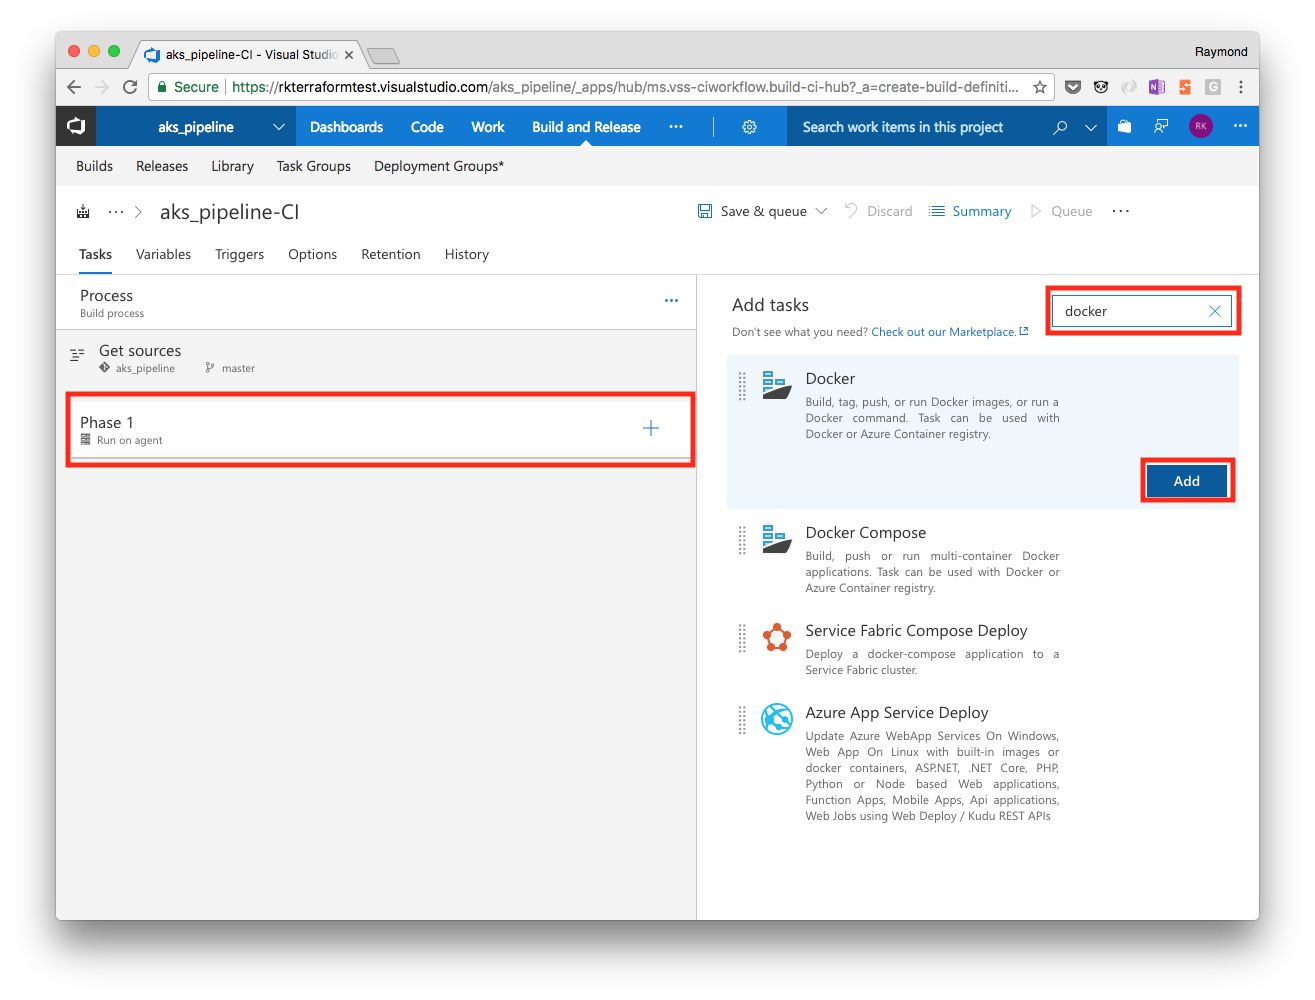 aks_pipeline-CI - Visual Studio
Raymond
Secure https://rkterraformtest.visualstudio.com/aks_pipeline/_apps/hub/ms.vss-ciworkflow.build-ci-hub?_a=create-build-definiti...
aks_pipeline Dashboards Code Work Build and Release ... Search work items in this project RK ...
Builds Releases Library Task Groups Deployment Groups*
... aks_pipeline-CI Save & queue Discard Summary Queue ...
Tasks Variables Triggers Options Retention History
Process
Build process
Get sources
aks_pipeline master
Phase 1
Run on agent
Add tasks
docker
Don't see what you need? Check out our Marketplace.
Docker
Build, tag, push, or run Docker images, or run a
Docker command. Task can be used with
Docker or Azure Container registry.
Add
Docker Compose
Build, push or run multi-container Docker
applications. Task can be used with Docker or
Azure Container registry.
Service Fabric Compose Deploy
Deploy a docker-compose application to a
Service Fabric cluster.
Azure App Service Deploy
Update Azure WebApp Services On Windows,
Web App On Linux with built-in images or
docker containers, ASP.NET, .NET Core, PHP,
Python or Node based Web applications,
Function Apps, Mobile Apps, Api applications,
Web Jobs using Web Deploy / Kudu REST APIs